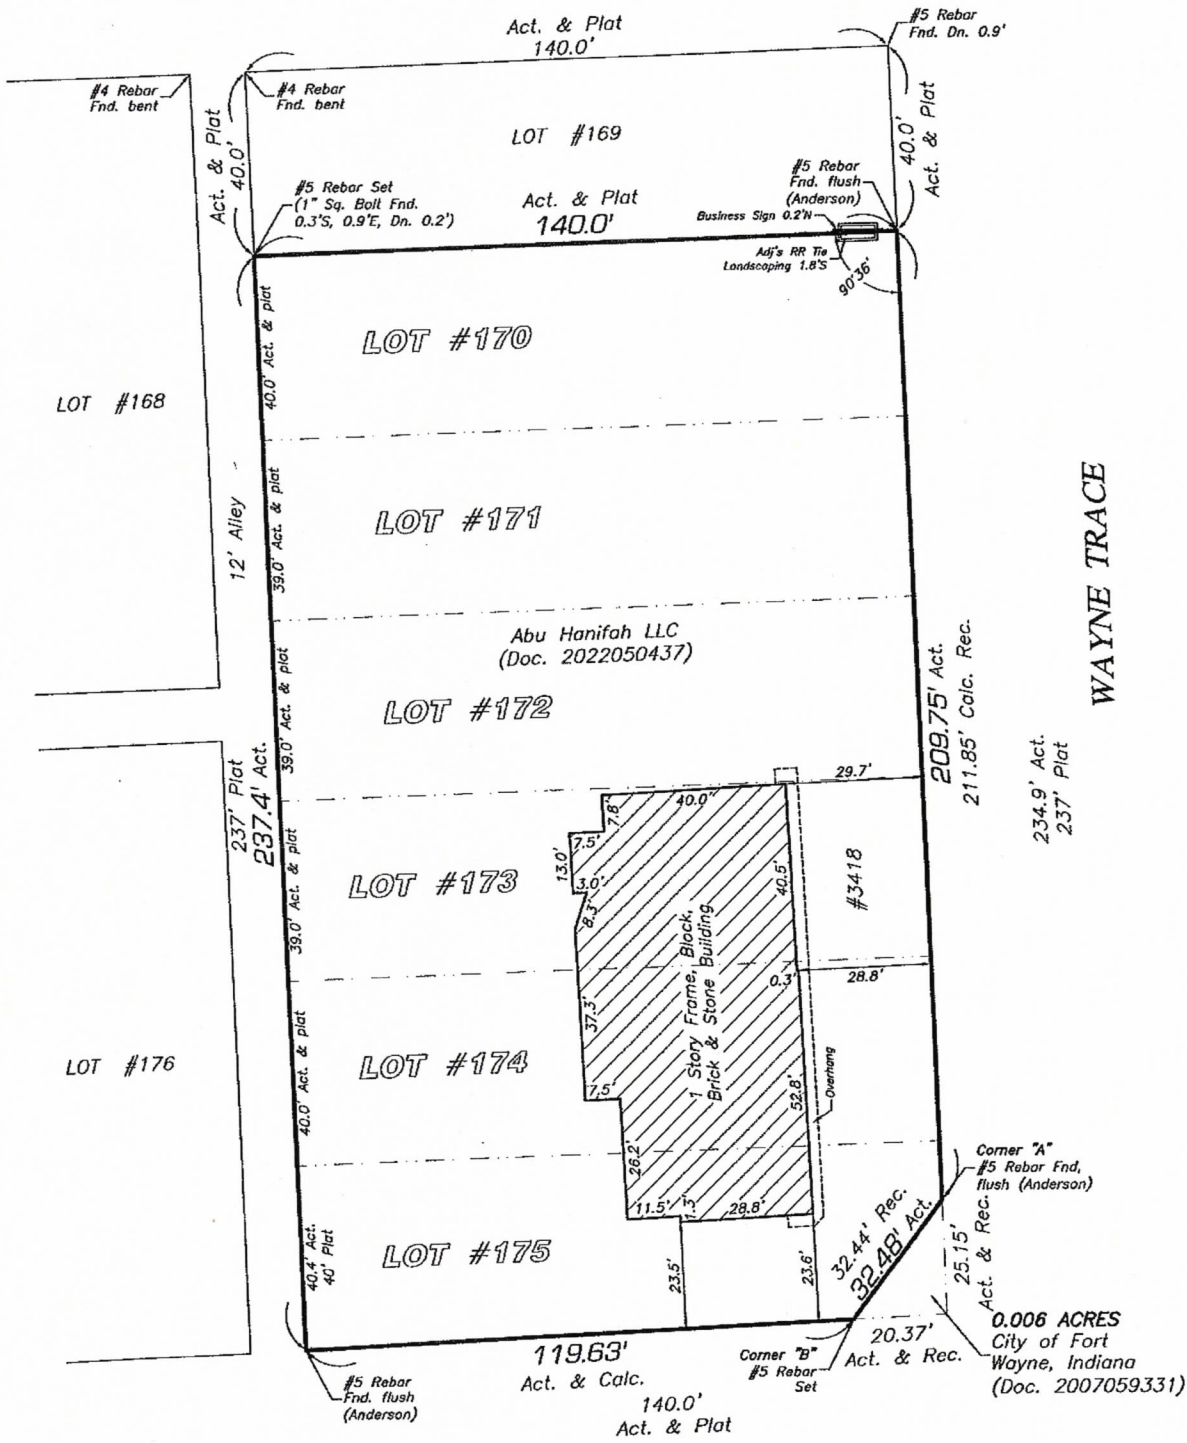 Act. & Plat
140.0'
#5 Rebar
Fnd. Dn. 0.9'
#4 Rebar
Fnd. bent
#4 Rebar
Fnd. bent
Act. & Plat
40.0'
LOT #169
40.0'
Act. & Plat
#5 Rebar Set
(1" Sq. Bolt Fnd.
0.3'S, 0.9'E, Dn. 0.2')
Act. & Plat
140.0'
#5 Rebar
Fnd. flush
(Anderson)
Business Sign 0.2'N
Adj's RR Tie
Landscaping 1.8'S
90°36'
40.0' Act. & plat
LOT #170
LOT #168
12' Alley
39.0' Act. & plat
LOT #171
WAYNE TRACE
Abu Hanifah LLC
(Doc. 2022050437)
39.0' Act. & plat
LOT #172
209.75' Act.
211.85' Calc. Rec.
234.9' Act.
237' Plat
237' Plat
237.4' Act.
29.7'
40.0"
7.8'
7.5'
13.0'
3.0'
8.3'
40.5'
39.0' Act. & plat
LOT #173
#3418
1 Story Frame, Block,
Brick & Stone Building
0.3'
28.8'
37.3'
LOT #176
40.0' Act. & plat
LOT #174
7.5'
52.8'
Overhang
26.2'
11.5'
1.3'
28.8'
Corner "A"
#5 Rebar Fnd,
flush (Anderson)
40.4' Act.
40' Plat
LOT #175
23.5'
23.6'
32.44' Rec.
32.48' Act.
25.15'
Act. & Rec.
119.63'
Act. & Calc.
140.0'
Act. & Plat
Corner "B"
#5 Rebar
Set
20.37'
Act. & Rec.
0.006 ACRES
City of Fort
Wayne, Indiana
(Doc. 2007059331)
#5 Rebar
Fnd. flush
(Anderson)